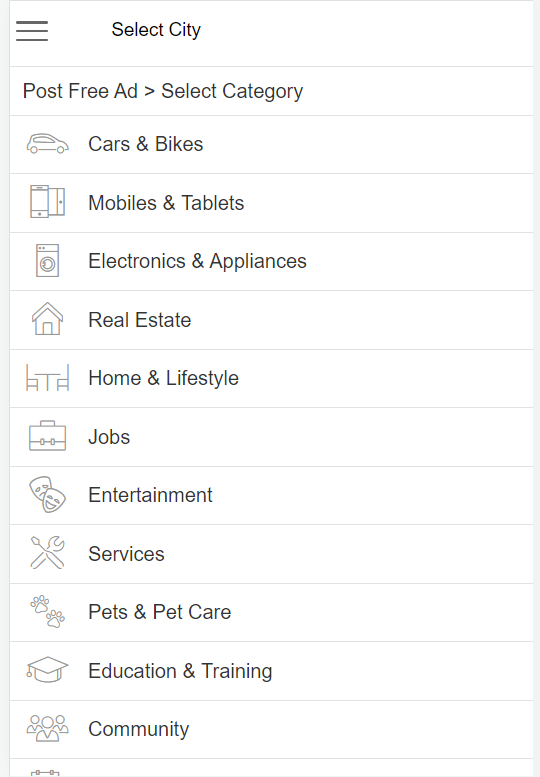 Select City
Post Free Ad > Select Category
Cars & Bikes
Mobiles & Tablets
Electronics & Appliances
Real Estate
Home & Lifestyle
Jobs
Entertainment
Services
Pets & Pet Care
Education & Training
Community